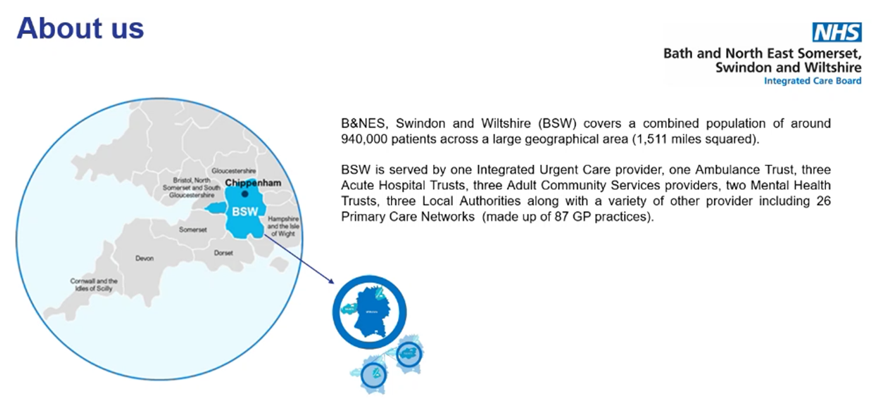 About us
NHS
Bath and North East Somerset,
Swindon and Wiltshire
Integrated Care Board
B&NES, Swindon and Wiltshire (BSW) covers a combined population of around
940,000 patients across a large geographical area (1,511 miles squared).
BSW is served by one Integrated Urgent Care provider, one Ambulance Trust, three
Acute Hospital Trusts, three Adult Community Services providers, two Mental Health
Trusts, three Local Authorities along with a variety of other provider including 26
Primary Care Networks (made up of 87 GP practices).
Gloucestershire
Bristol, North
Somerset and South
Gloucestershire
Chippenham
BSW
Hampshire
and the Isle
of Wight
Somerset
Dorset
Devon
Cornwall and the
Idles of Scilly